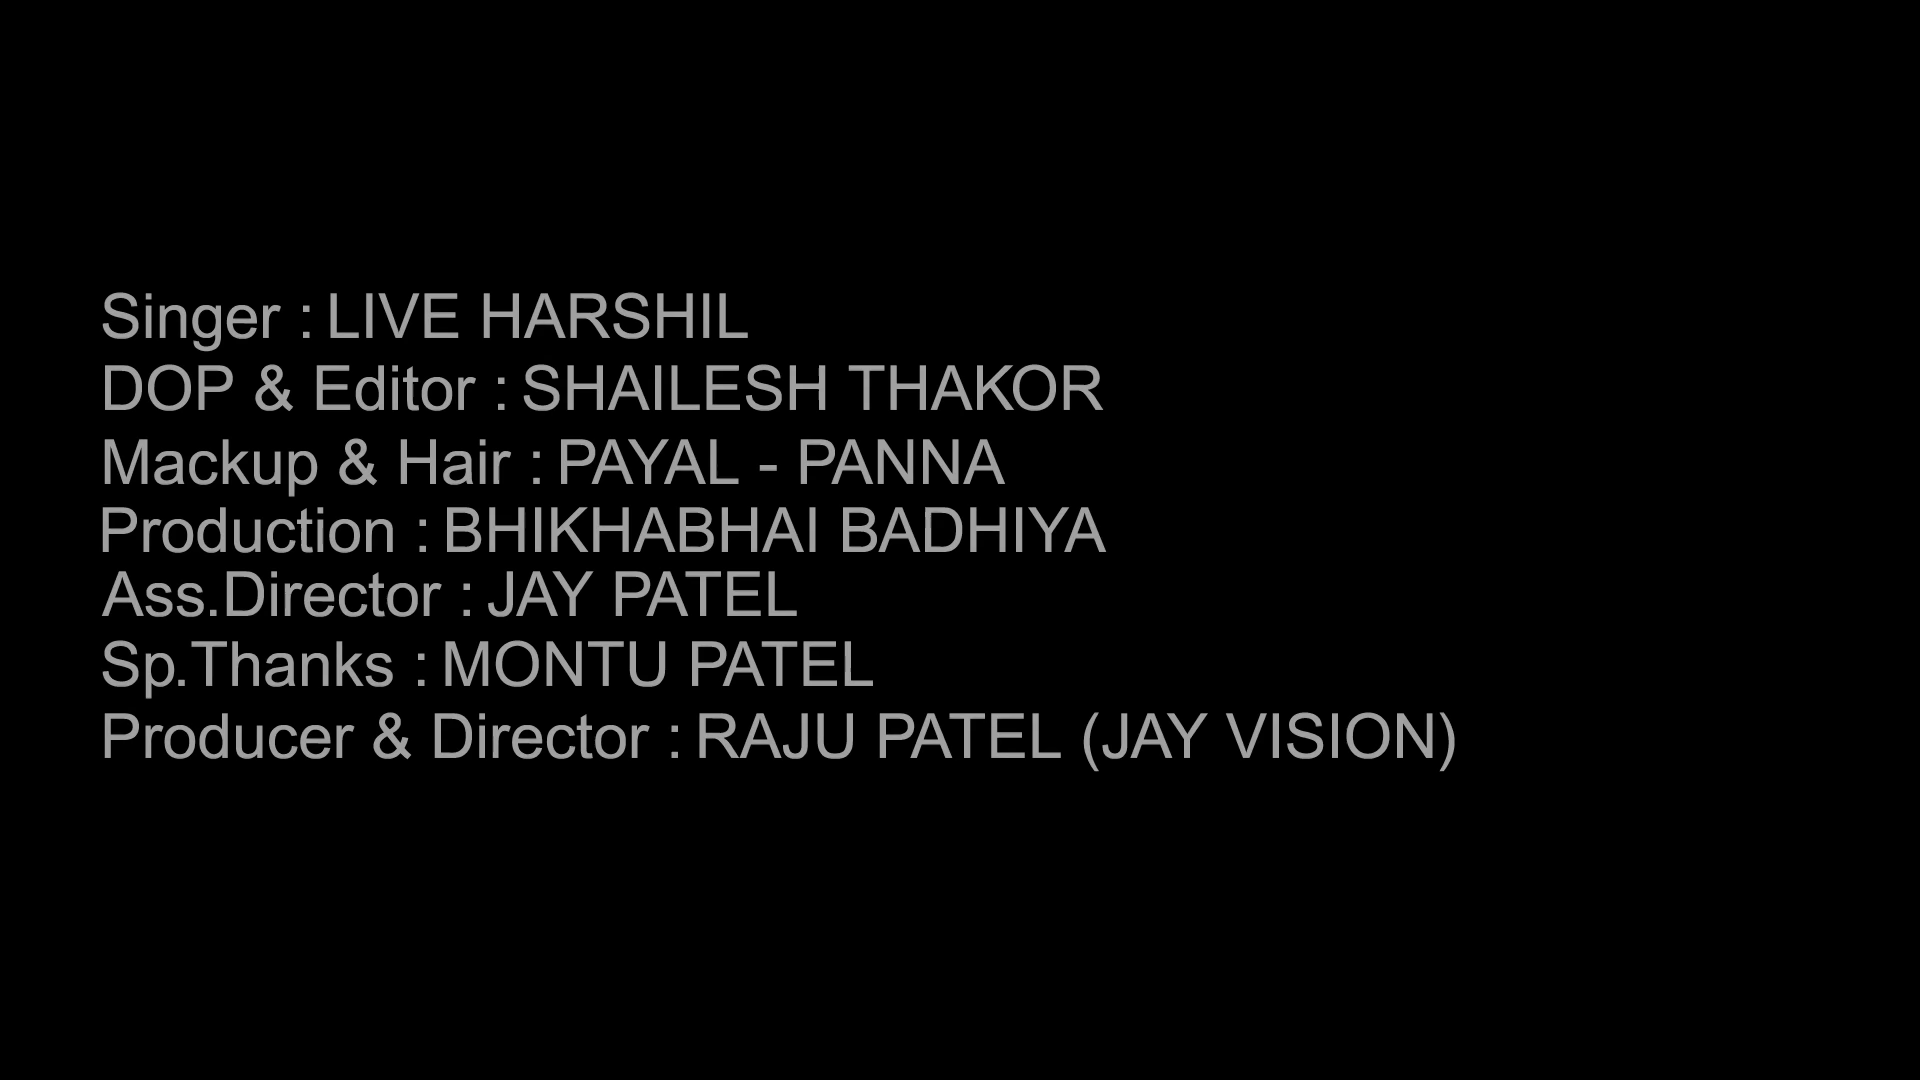 Singer : LIVE HARSHIL
DOP & Editor : SHAILESH THAKOR
Mackup & Hair : PAYAL - PANNA
Production : BHIKHABHAI BADHIYA
Ass.Director : JAY PATEL
Sp.Thanks : MONTU PATEL
Producer & Director : RAJU PATEL (JAY VISION)